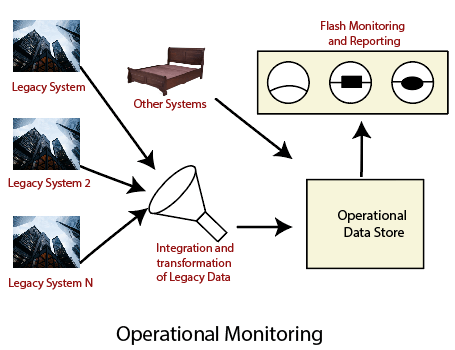 Flash Monitoring
and Reporting
Legacy System
Other Systems
Legacy System 2
Operational
Data Store
Integration and
transformation
of Legacy Data
Legacy System N
Operational Monitoring